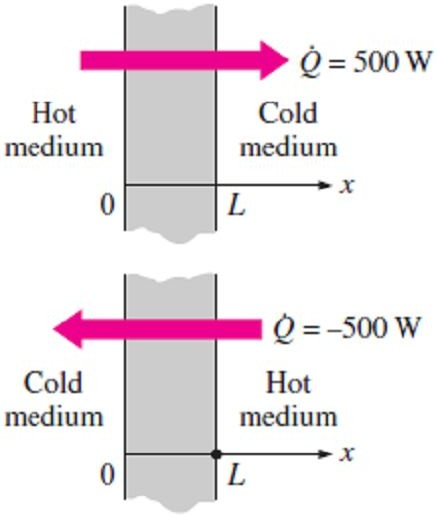 Q̇ = 500 W
Hot
medium
Cold
medium
0
L
x
Q̇ = –500 W
Cold
medium
Hot
medium
0
L
x